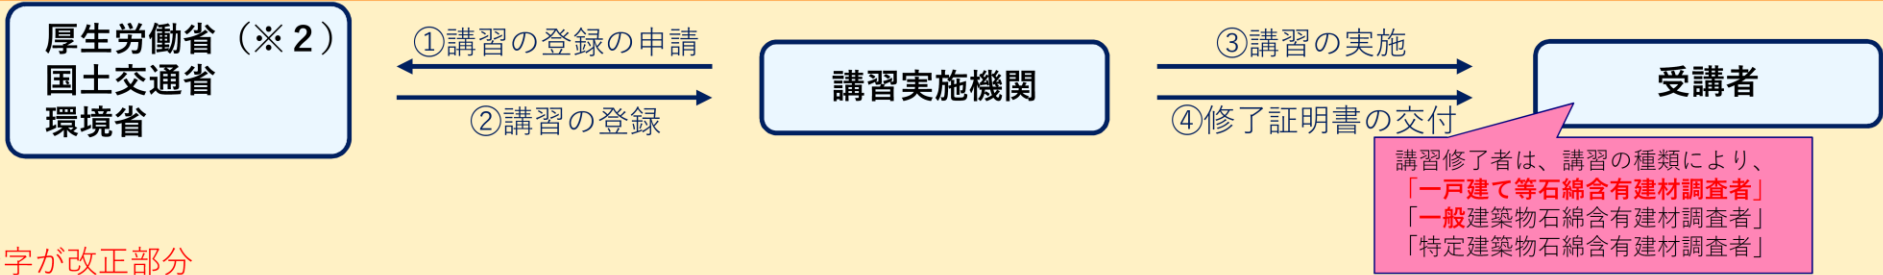 厚生労働省（※２）
国土交通省
環境省
①講習の登録の申請
②講習の登録
講習実施機関
③講習の実施
④修了証明書の交付
受講者
講習修了者は、講習の種類により、
「一戸建て等石綿含有建材調査者」
「一般建築物石綿含有建材調査者」
「特定建築物石綿含有建材調査者」
字が改正部分